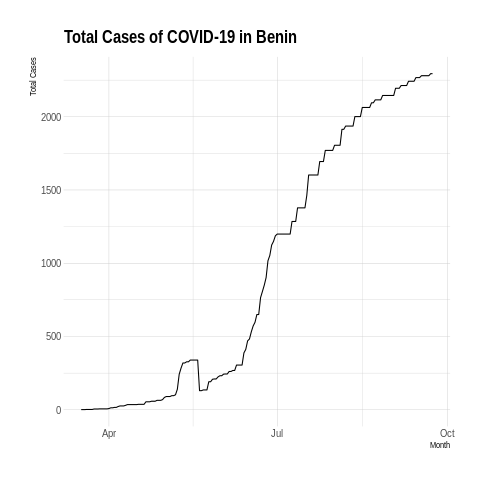 Total Cases of COVID-19 in Benin
Total Cases
2000
1500
1000
500
0
Apr
Jul
Oct
Month